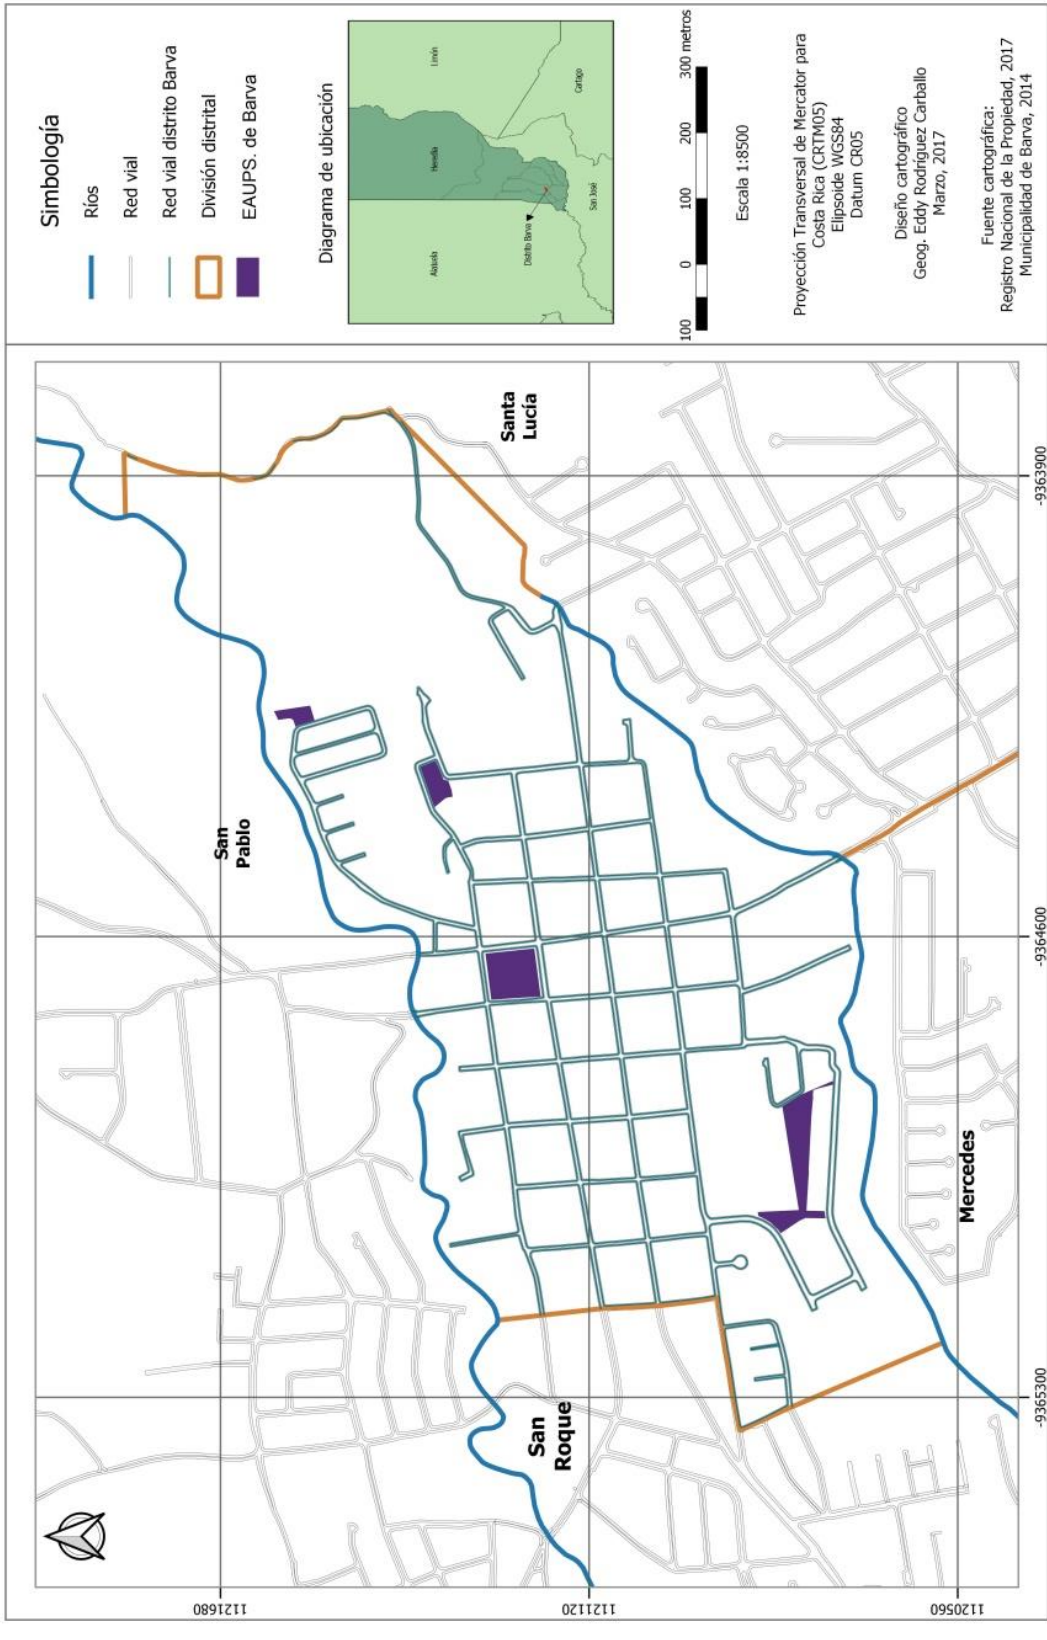 Simbología
Ríos
Red vial
Red vial distrito Barva
División distrital
EAUPS. de Barva
Diagrama de ubicación
Limón
Heredia
Alajuela
Cartago
San José
Distrito Barva
100 0 100 200 300 metros
Escala 1:8500
Proyección Transversal de Mercator para
Costa Rica (CRTM05)
Elipsoide WGS84
Datum CR05
Diseño cartográfico
Geog. Eddy Rodríguez Carballo
Marzo, 2017
Fuente cartográfica:
Registro Nacional de la Propiedad, 2017
Municipalidad de Barva, 2014
San
Pablo
Santa
Lucía
San
Roque
Mercedes
1121680
1121120
1120560
-9365300
-9364600
-9363900